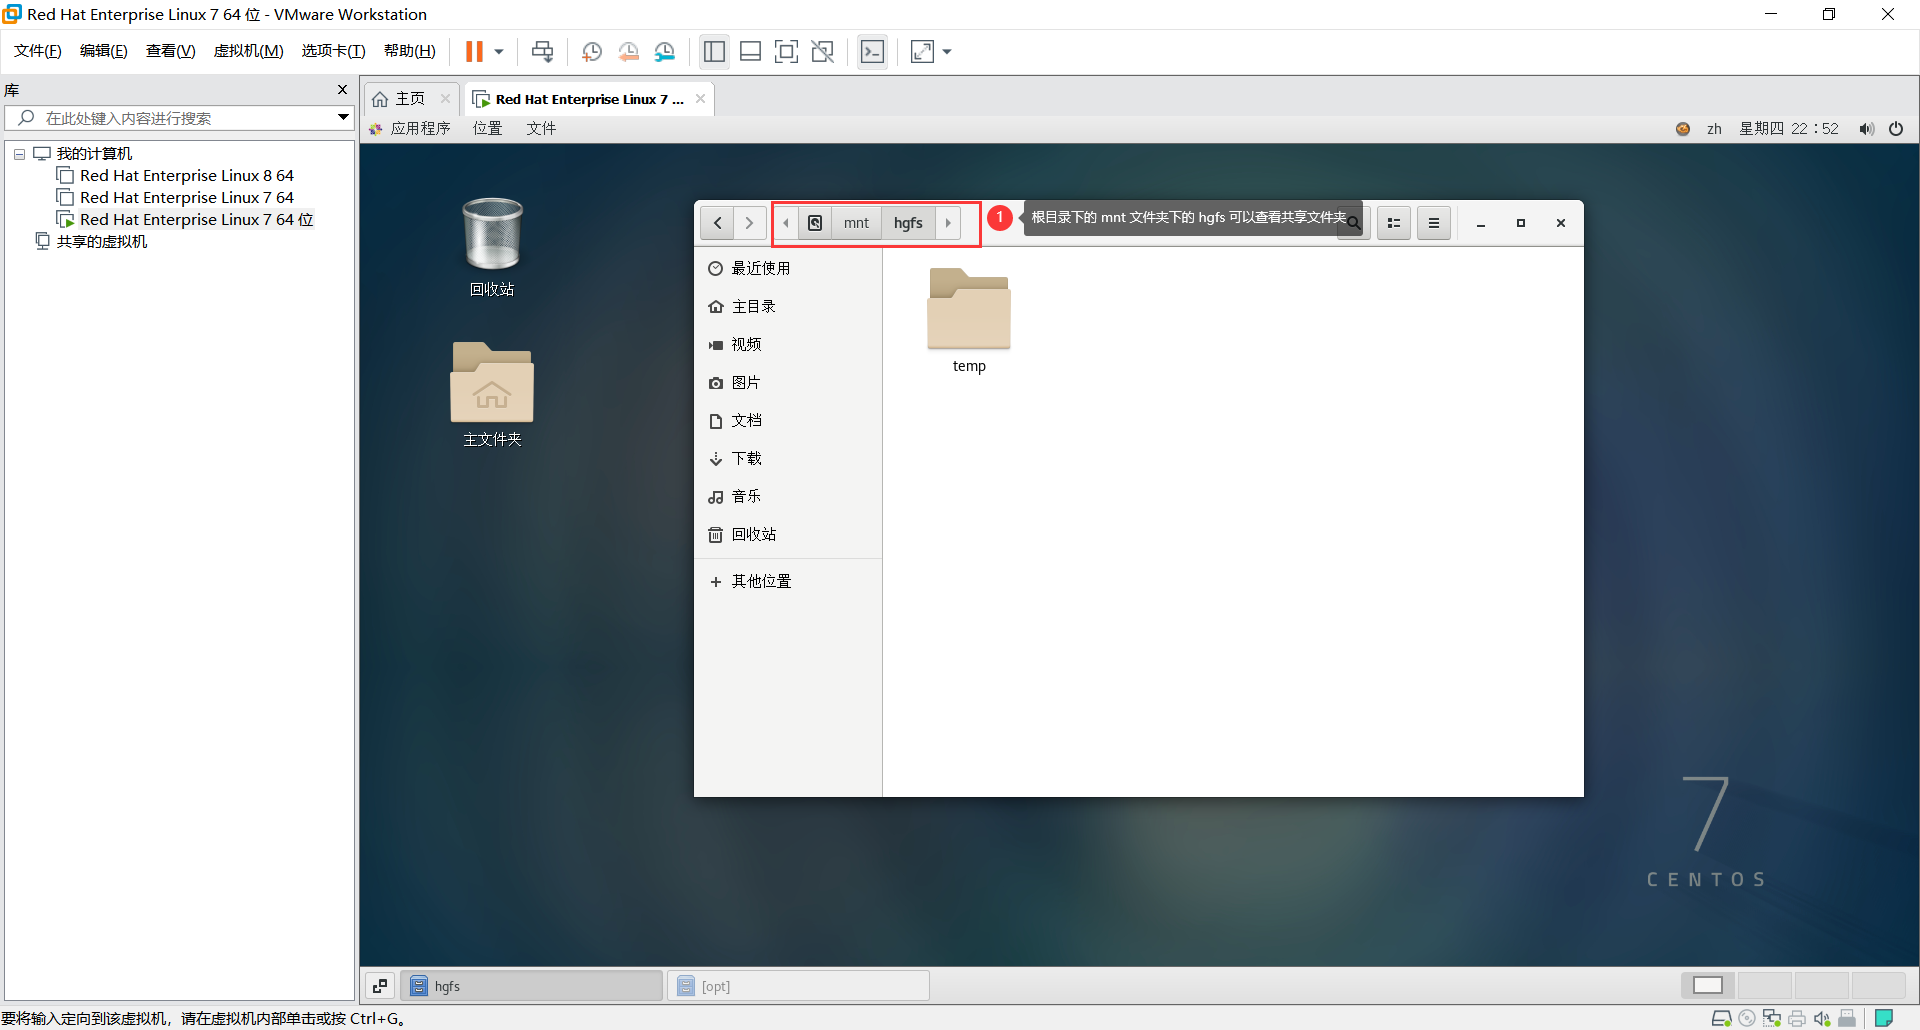 Red Hat Enterprise Linux 7 64 位 - VMware Workstation
文件(F) 编辑(E) 查看(V) 虚拟机(M) 选项卡(T) 帮助(H)
库
在此处键入内容进行搜索
我的计算机
Red Hat Enterprise Linux 8 64
Red Hat Enterprise Linux 7 64
Red Hat Enterprise Linux 7 64 位
共享的虚拟机
主页
Red Hat Enterprise Linux 7 ...
应用程序 位置 文件
zh 星期四 22：52
回收站
主文件夹
mnt hgfs
1 根目录下的 mnt 文件夹下的 hgfs 可以查看共享文件夹
最近使用
主目录
视频
图片
文档
下载
音乐
回收站
其他位置
temp
7
CENTOS
hgfs
[opt]
要将输入定向到该虚拟机，请在虚拟机内部单击或按 Ctrl+G。